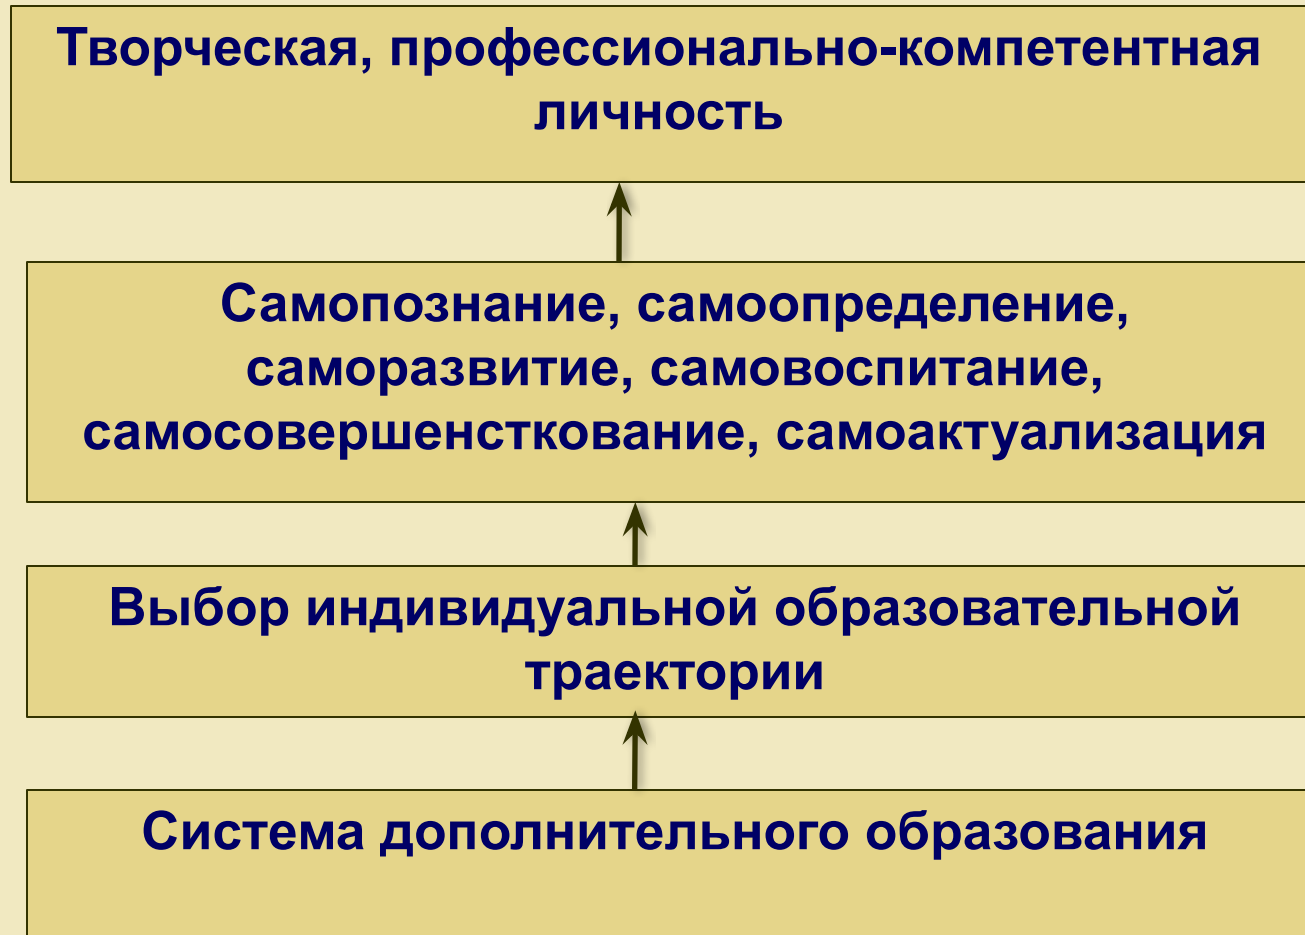 Творческая, профессионально-компетентная
личность
Самопознание, самоопределение,
саморазвитие, самовоспитание,
самосовершенсткование, самоактуализация
Выбор индивидуальной образовательной
траектории
Система дополнительного образования